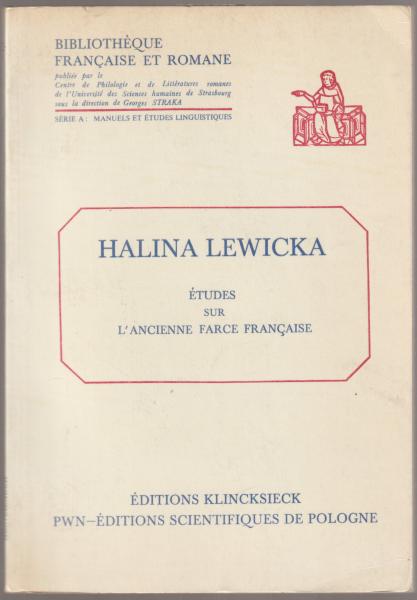 BIBLIOTHÈQUE
FRANÇAISE ET ROMANE
publiée par le
Centre de Philologie et de Littératures romanes
de l'Université des Sciences humaines de Strasbourg
sous la direction de Georges STRAKA
SÉRIE A: MANUELS ET ÉTUDES LINGUISTIQUES
HALINA LEWICKA
ÉTUDES
SUR
L'ANCIENNE FARCE FRANÇAISE
ÉDITIONS KLINCKSIECK
PWN—ÉDITIONS SCIENTIFIQUES DE POLOGNE